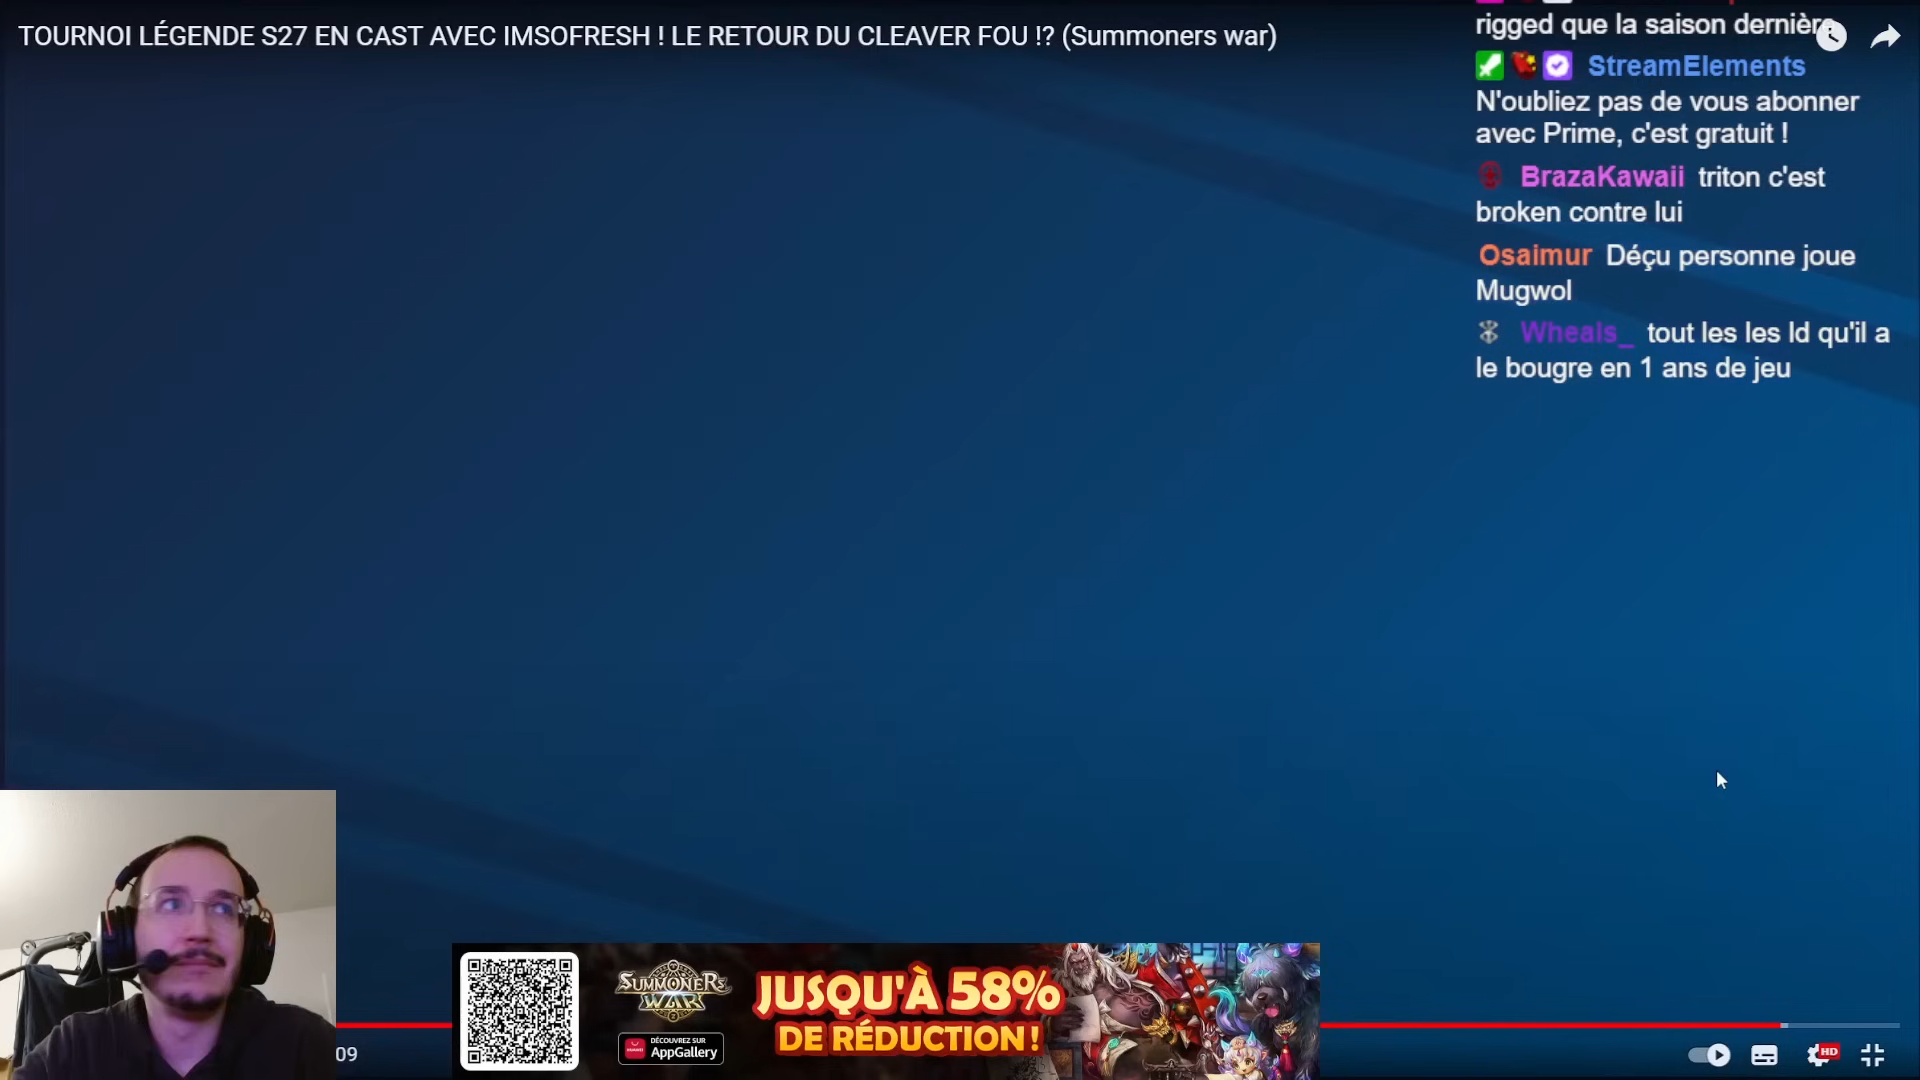 TOURNOI LÉGENDE S27 EN CAST AVEC IMSOFRESH ! LE RETOUR DU CLEAVER FOU !? (Summoners war)
rigged que la saison dernière
StreamElements
N'oubliez pas de vous abonner
avec Prime, c'est gratuit !
BrazaKawaii triton c'est
broken contre lui
Osaimur Déçu personne joue
Mugwol
Wheals_ tout les les ld qu'il a
le bougre en 1 ans de jeu
SUMMONERS
WAR
JUSQU'À 58%
DE RÉDUCTION !
DÉCOUVREZ SUR
AppGallery
09
HD